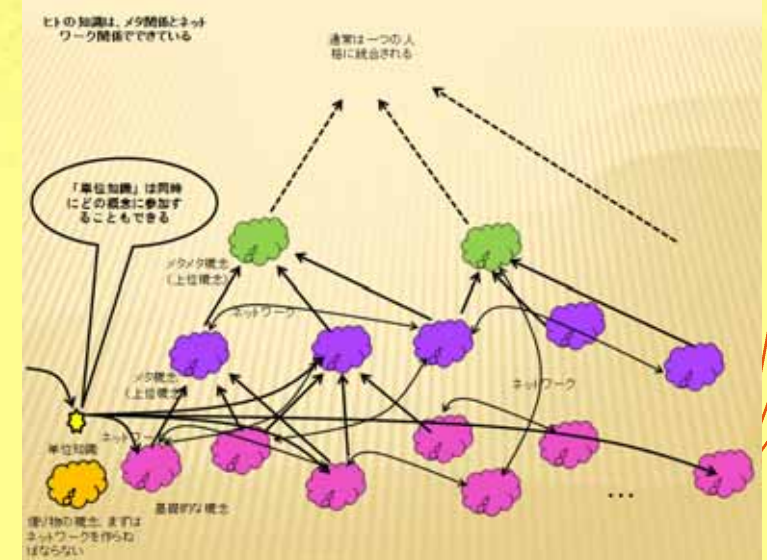 ヒトの知識は、メタ関係とネット
ワーク関係でできている
通常は一つの人
格に統合される
「単位知識」は同時
にどの概念に参加す
ることもできる
メタメタ概念
(上位概念)
ネットワーク
メタ概念
(上位概念)
ネットワーク
ネットワーク
単位知識
基礎的な概念
借り物の概念、まずは
ネットワークを作らね
ばならない
...